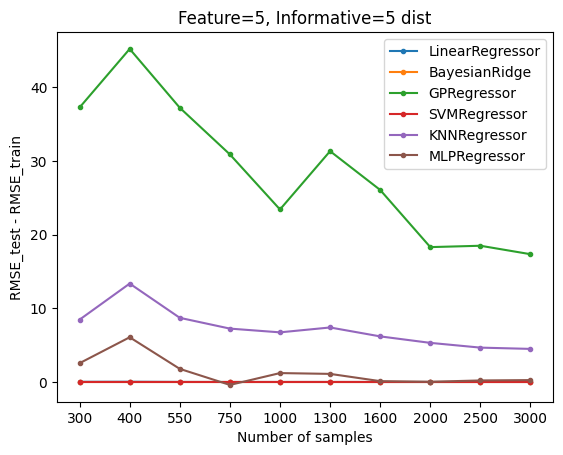 Feature=5, Informative=5 dist
RMSE_test - RMSE_train
40
30
20
10
0
LinearRegressor
BayesianRidge
GPRegressor
SVMRegressor
KNNRegressor
MLPRegressor
300 400 550 750 1000 1300 1600 2000 2500 3000
Number of samples